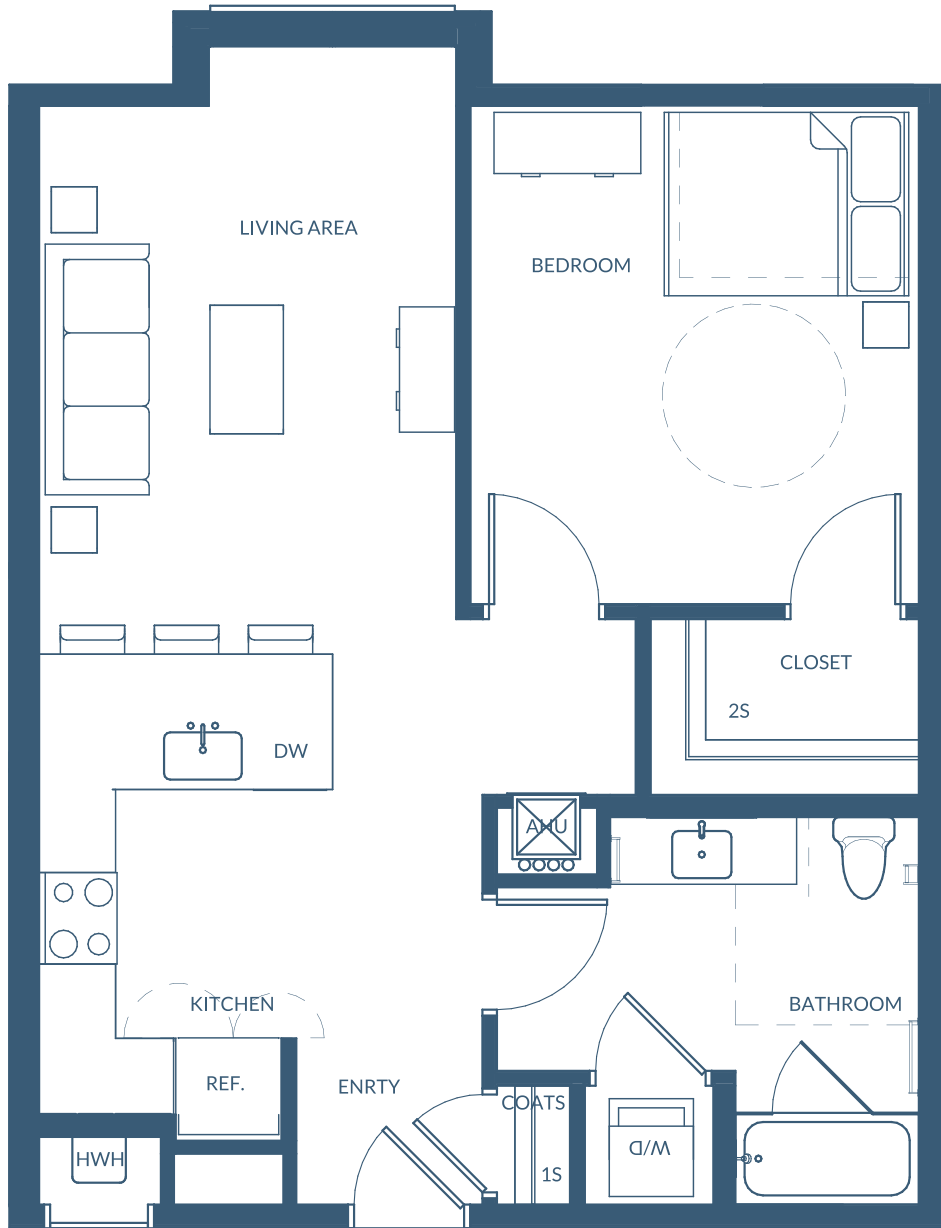 LIVING AREA
BEDROOM
CLOSET
2S
DW
AHU
KITCHEN
BATHROOM
REF.
ENRTY
COATS
HWH
W/D
1S